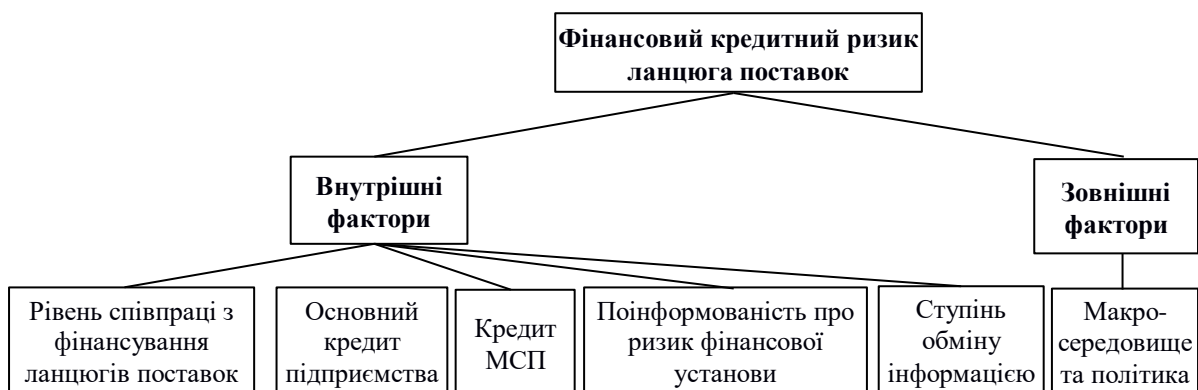 Фінансовий кредитний ризик
ланцюга поставок
Внутрішні
фактори
Зовнішні
фактори
Рівень співпраці з
фінансування
ланцюгів поставок
Основний
кредит
підприємства
Кредит
МСП
Поінформованість про
ризик фінансової
установи
Ступінь
обміну
інформацією
Макро-
середовище
та політика